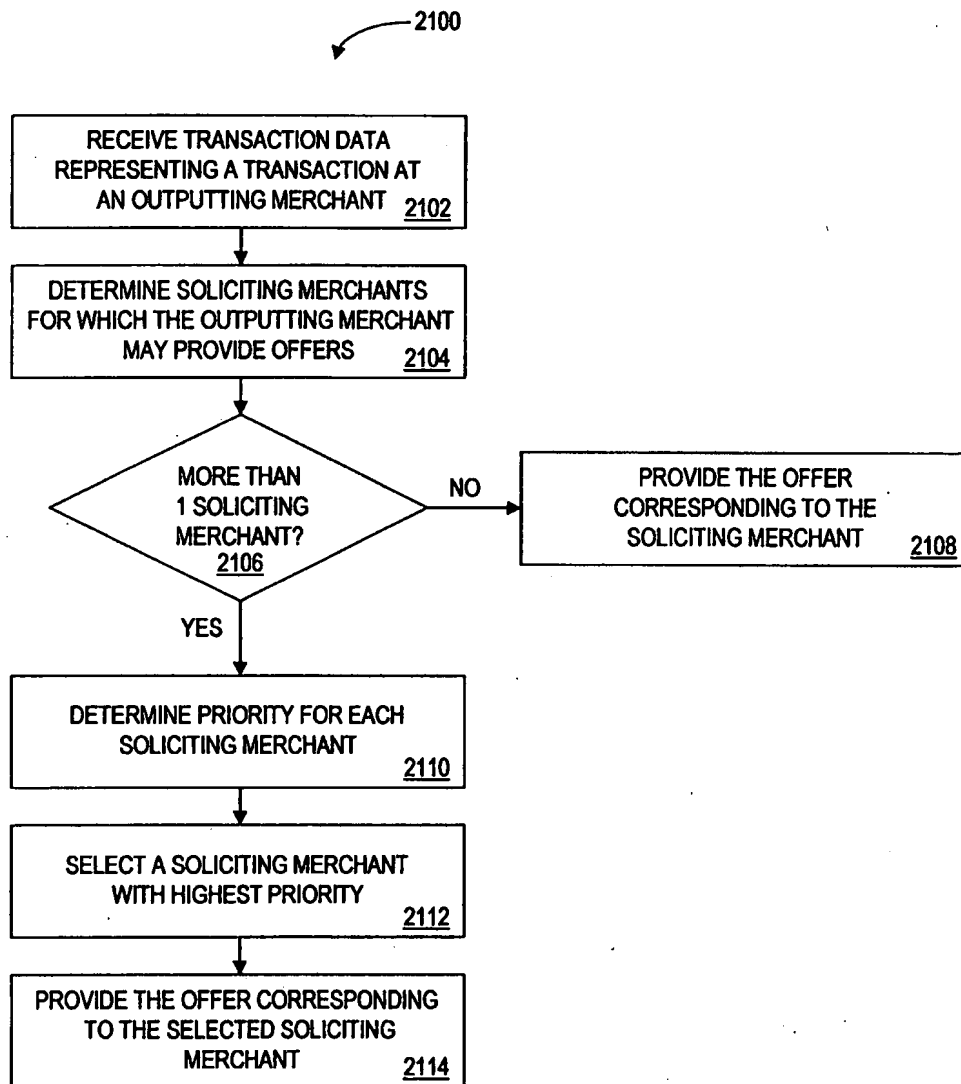 2100
RECEIVE TRANSACTION DATA
REPRESENTING A TRANSACTION AT
AN OUTPUTTING MERCHANT
2102
DETERMINE SOLICITING MERCHANTS
FOR WHICH THE OUTPUTTING MERCHANT
MAY PROVIDE OFFERS
2104
MORE THAN
1 SOLICITING
MERCHANT?
2106
NO
PROVIDE THE OFFER
CORRESPONDING TO THE
SOLICITING MERCHANT
2108
YES
DETERMINE PRIORITY FOR EACH
SOLICITING MERCHANT
2110
SELECT A SOLICITING MERCHANT
WITH HIGHEST PRIORITY
2112
PROVIDE THE OFFER CORRESPONDING
TO THE SELECTED SOLICITING
MERCHANT
2114